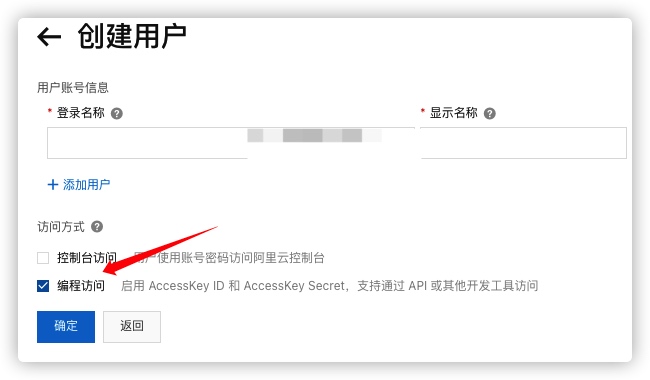 创建用户
用户账号信息
* 登录名称 * 显示名称
+ 添加用户
访问方式
控制台访问 用户使用账号密码访问阿里云控制台
编程访问 启用 AccessKey ID 和 AccessKey Secret，支持通过 API 或其他开发工具访问
确定 返回